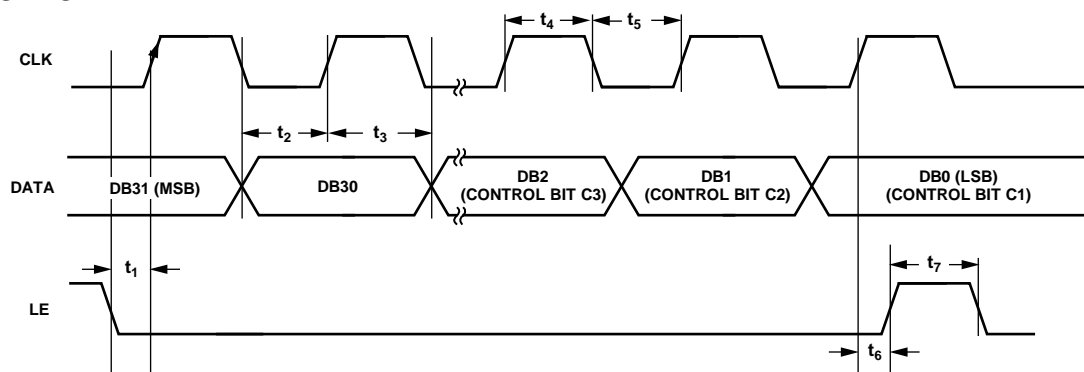 t4 t5
CLK
t2 t3
DATA
DB31 (MSB)
DB30
DB2
(CONTROL BIT C3)
DB1
(CONTROL BIT C2)
DB0 (LSB)
(CONTROL BIT C1)
t1
t7
LE
t6